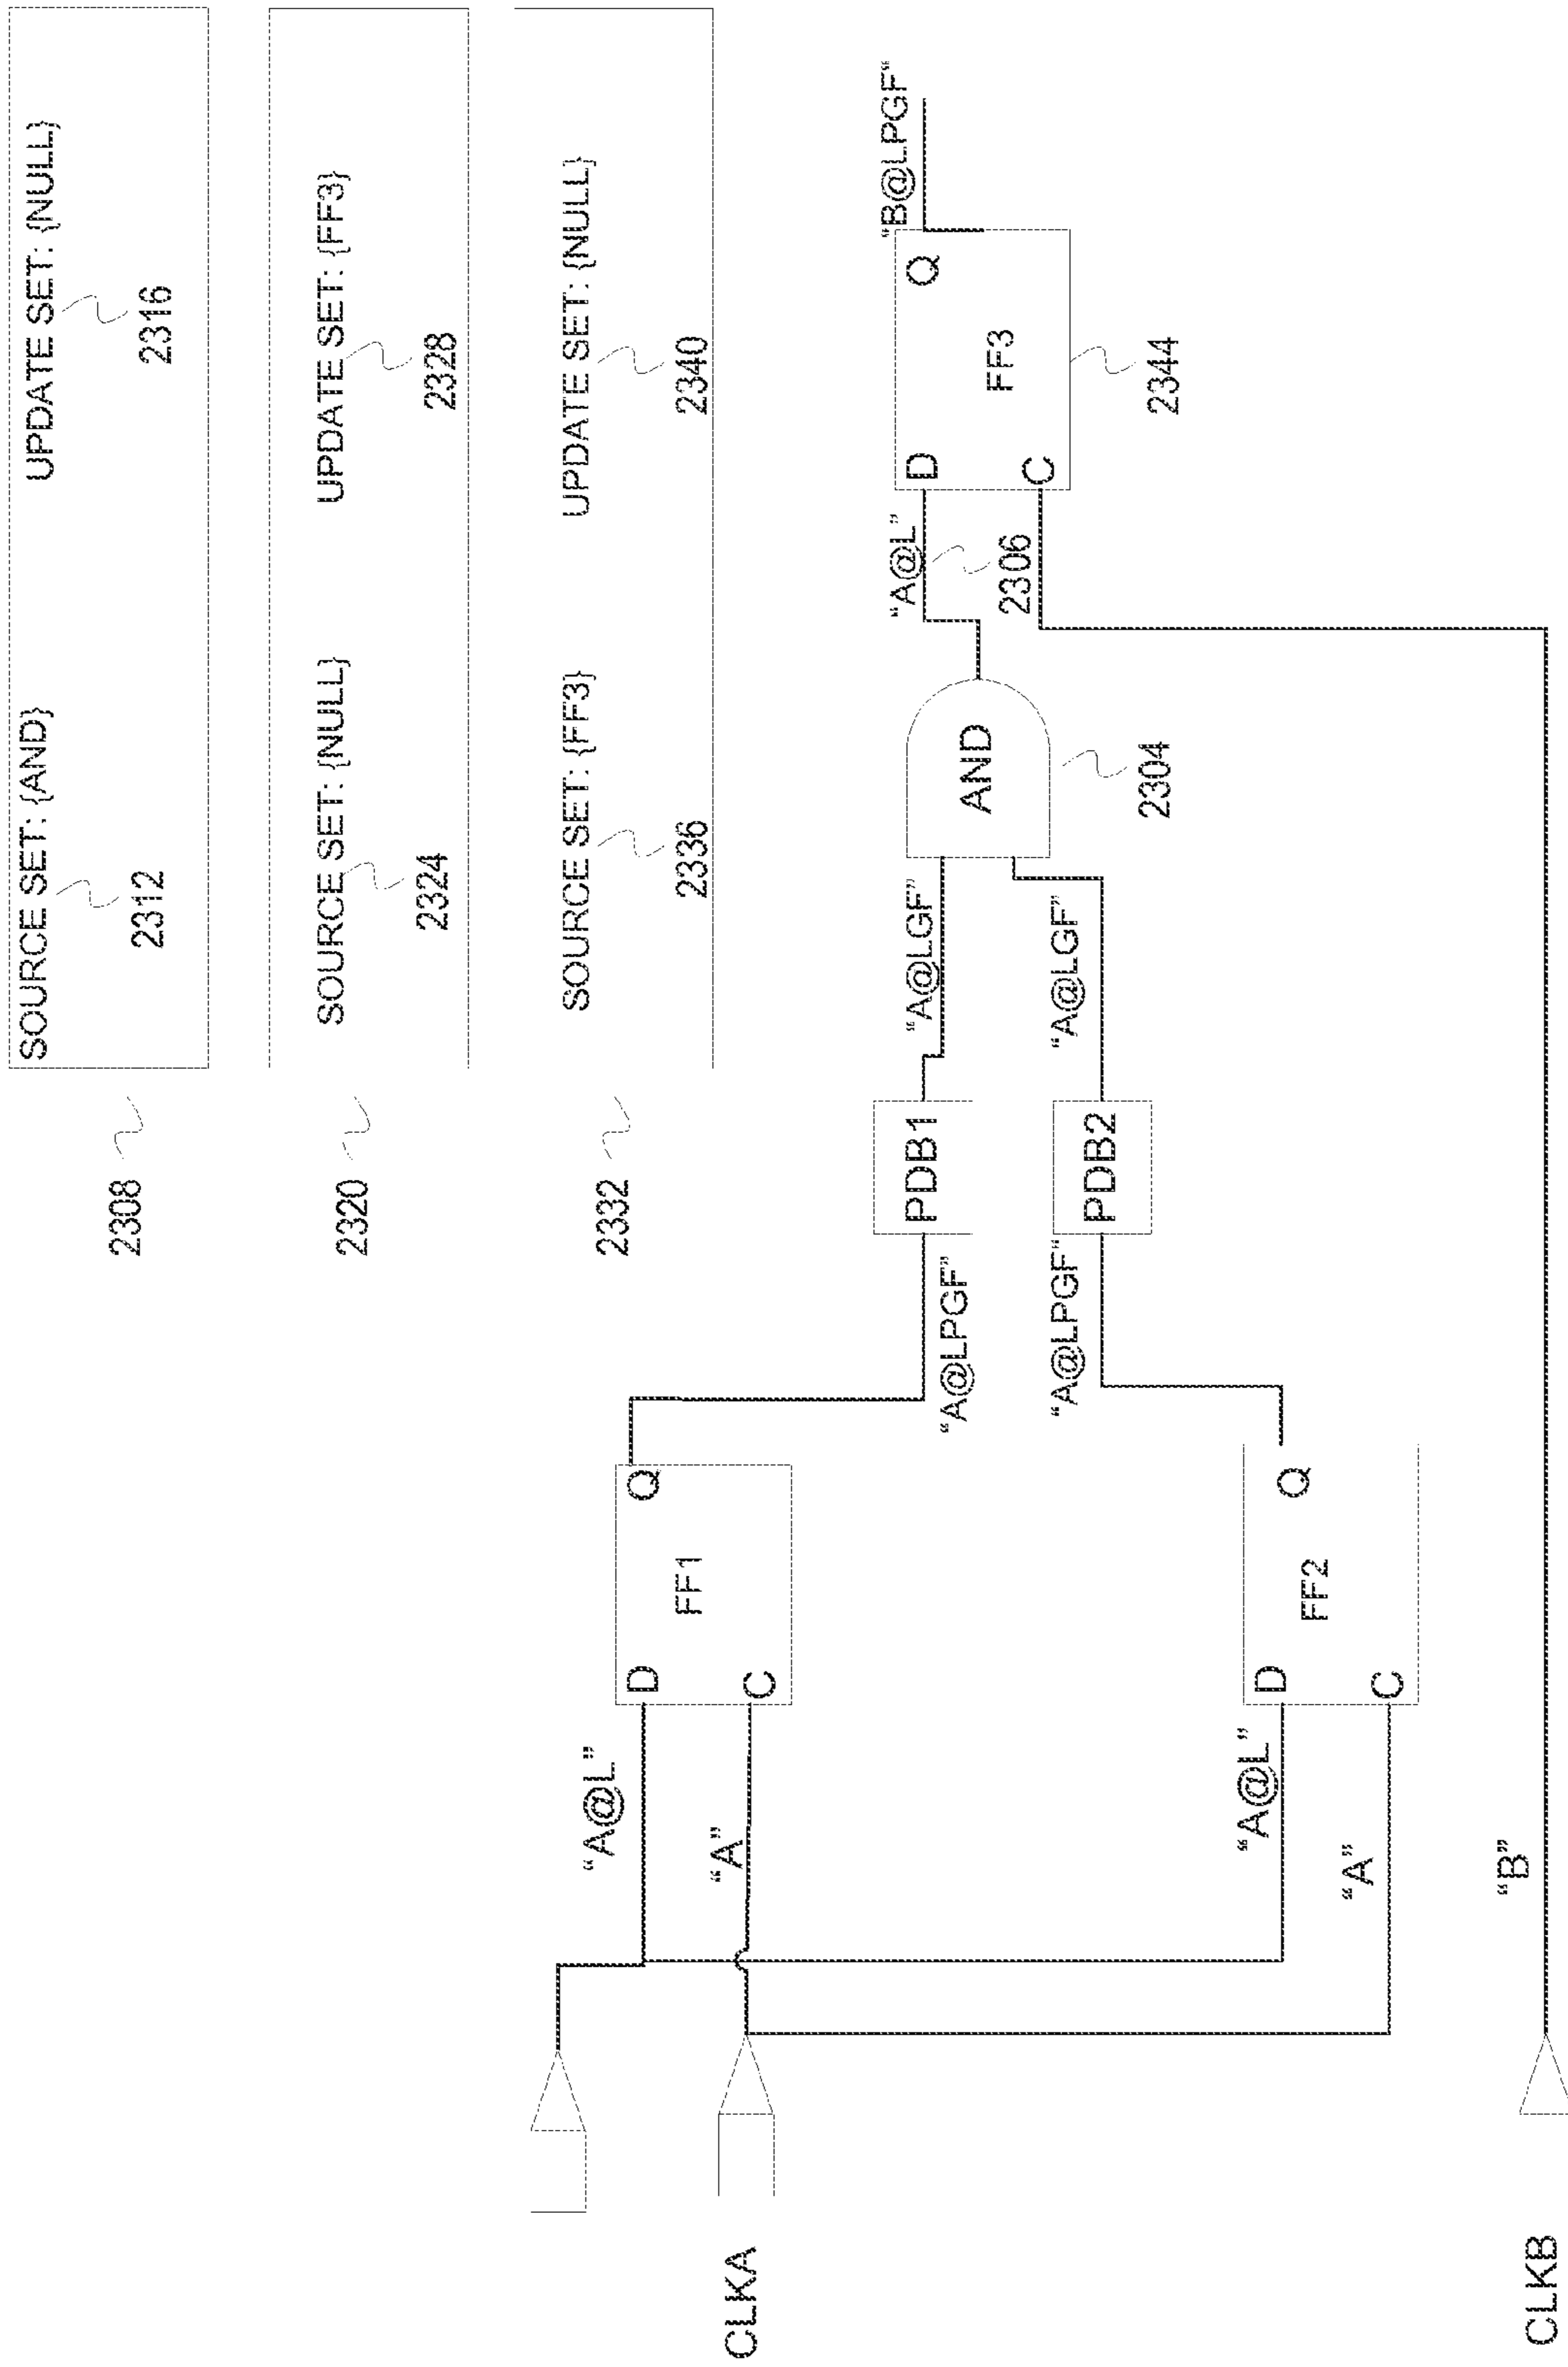 SOURCE SET: {AND} UPDATE SET: {NULL}
2312 2316
2308
SOURCE SET: {NULL} UPDATE SET: {FF3}
2324 2328
2320
SOURCE SET: {FF3} UPDATE SET: {NULL}
2336 2340
2332
"A@L"
D Q
FF1
"A"
C
CLKA
"A@LPGF"
PDB1
"A@LGF"
"A@LPGF"
PDB2
"A@LGF"
AND
2304
"A@L"
2306
D Q
FF3
C
2344
"B@LPGF"
"A@L"
D Q
FF2
"A"
C
"B"
CLKB